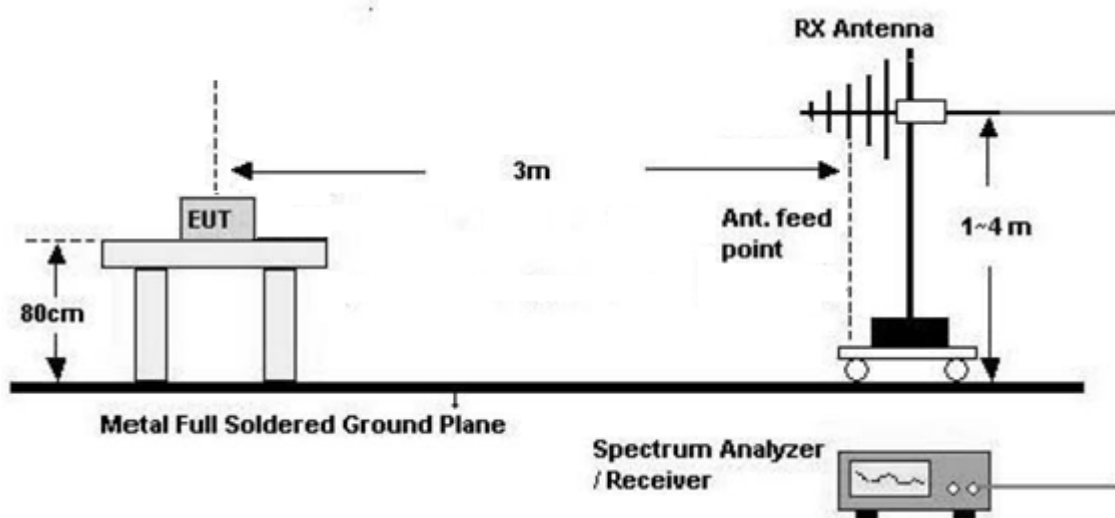 RX Antenna
3m
EUT
Ant. feed
point
1~4 m
80cm
Metal Full Soldered Ground Plane
Spectrum Analyzer
/ Receiver